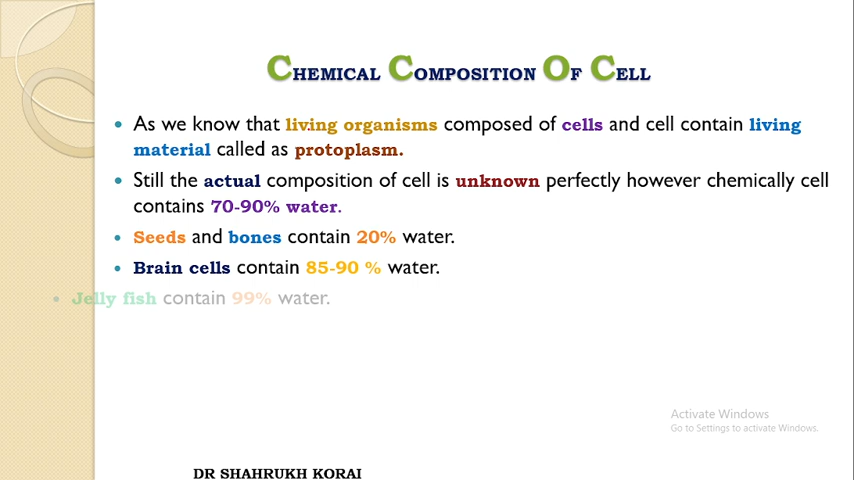 CHEMICAL COMPOSITION OF CELL
• As we know that living organisms composed of cells and cell contain living
material called as protoplasm.
• Still the actual composition of cell is unknown perfectly however chemically cell
contains 70-90% water.
• Seeds and bones contain 20% water.
• Brain cells contain 85-90 % water.
• Jelly fish contain 99% water.
Activate Windows
Go to Settings to activate Windows.
DR SHAHRUKH KORAI